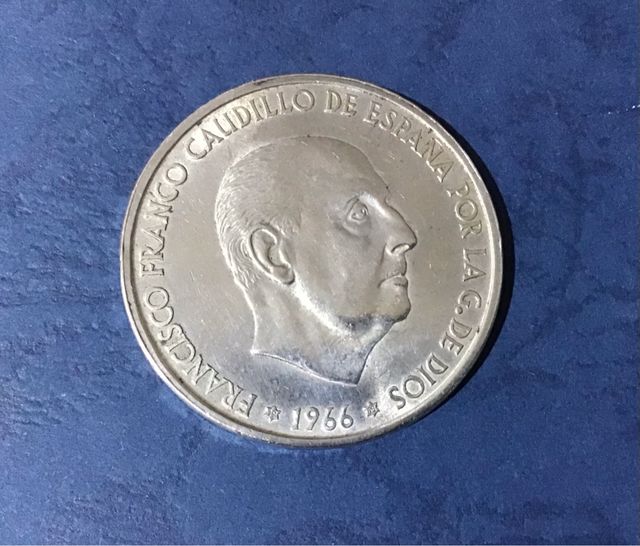 FRANCISCO FRANCO CAUDILLO DE ESPAÑA POR LA G. DE DIOS
* 1966 *